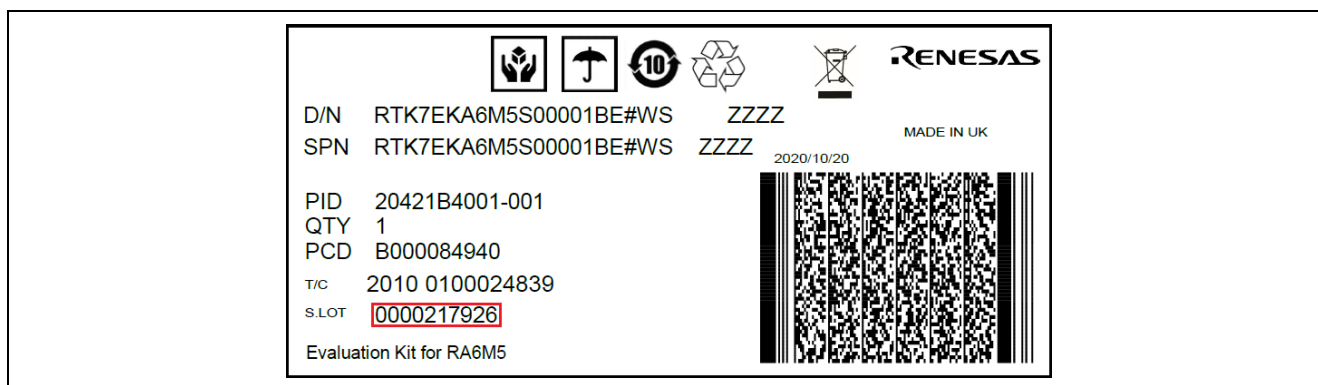 10
RENESAS
D/N RTK7EKA6M5S00001BE#WS ZZZZ
MADE IN UK
SPN RTK7EKA6M5S00001BE#WS ZZZZ
2020/10/20
PID 20421B4001-001
QTY 1
PCD B000084940
T/C 2010 0100024839
S.LOT 0000217926
Evaluation Kit for RA6M5